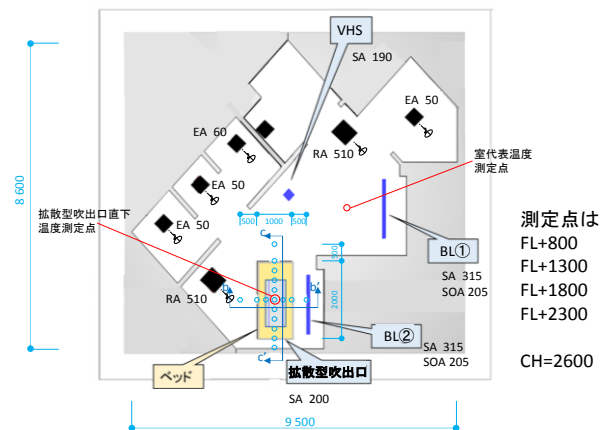 VHS
SA 190
EA 50
EA 60
RA 510
室代表温度
測定点
EA 50
拡散型吹出口直下
温度測定点
EA 50
500
1000
500
c
BL①
SA 315
SOA 205
500
RA 510
b
b'
2000
BL②
SA 315
SOA 205
c'
ベッド
拡散型吹出口
SA 200
8 600
9 500
測定点は
FL+800
FL+1300
FL+1800
FL+2300
CH=2600